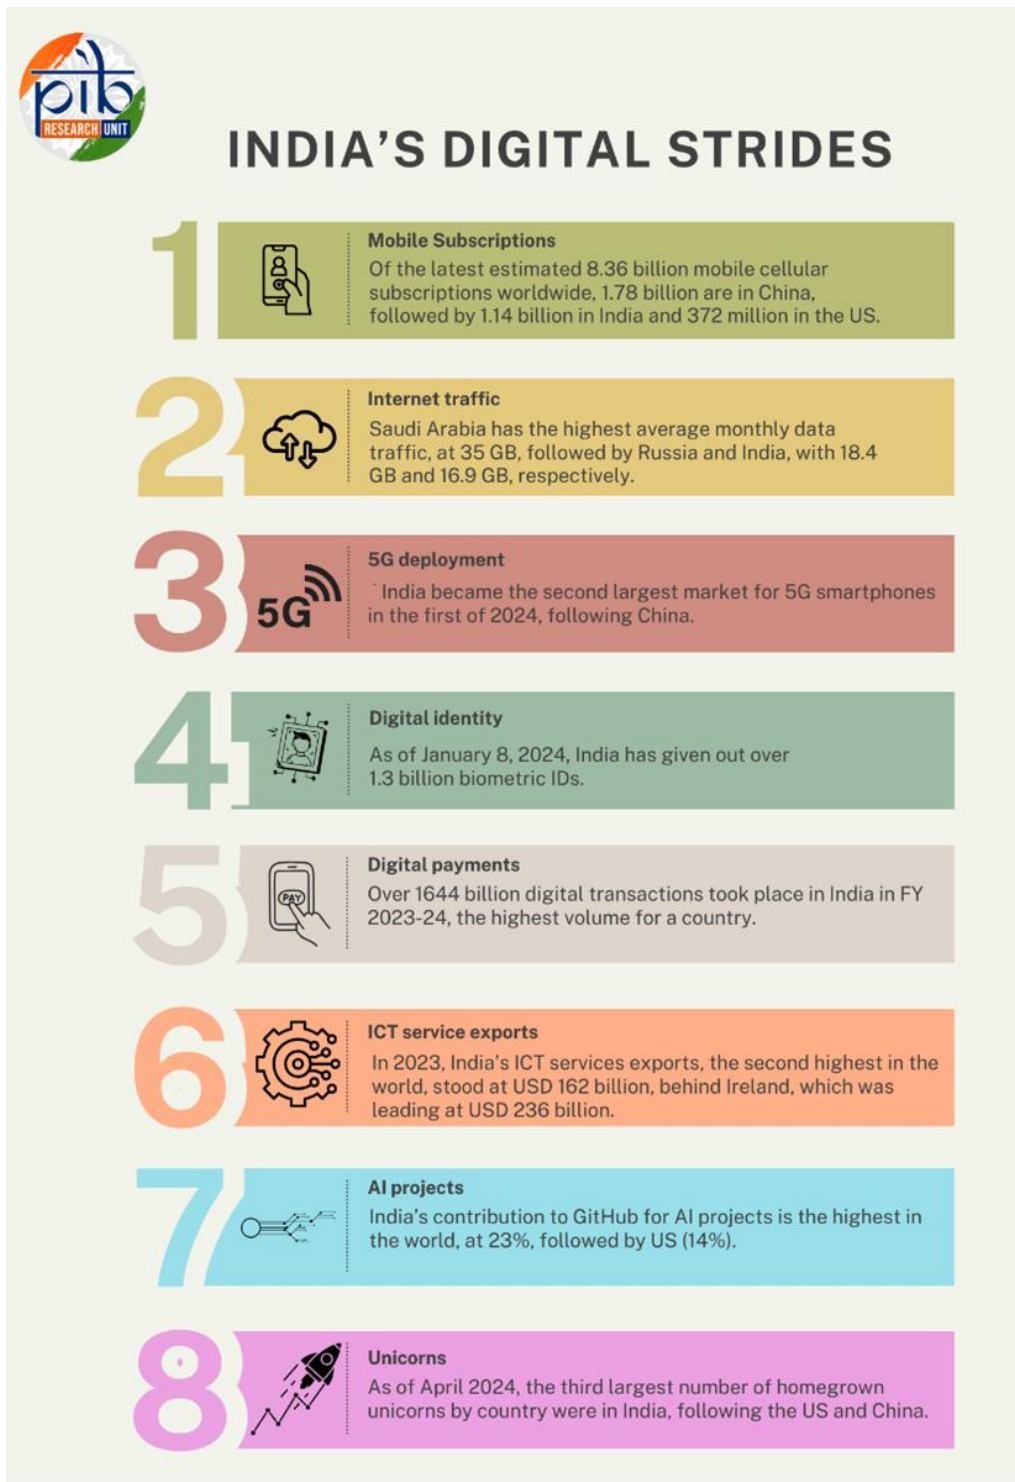 pib
RESEARCH UNIT
INDIA'S DIGITAL STRIDES
1
Mobile Subscriptions
Of the latest estimated 8.36 billion mobile cellular
subscriptions worldwide, 1.78 billion are in China,
followed by 1.14 billion in India and 372 million in the US.
2
Internet traffic
Saudi Arabia has the highest average monthly data
traffic, at 35 GB, followed by Russia and India, with 18.4
GB and 16.9 GB, respectively.
3
5G
5G deployment
India became the second largest market for 5G smartphones
in the first of 2024, following China.
4
Digital identity
As of January 8, 2024, India has given out over
1.3 billion biometric IDs.
5
PAY
Digital payments
Over 1644 billion digital transactions took place in India in FY
2023-24, the highest volume for a country.
6
ICT service exports
In 2023, India's ICT services exports, the second highest in the
world, stood at USD 162 billion, behind Ireland, which was
leading at USD 236 billion.
7
AI projects
India's contribution to GitHub for AI projects is the highest in
the world, at 23%, followed by US (14%).
8
Unicorns
As of April 2024, the third largest number of homegrown
unicorns by country were in India, following the US and China.